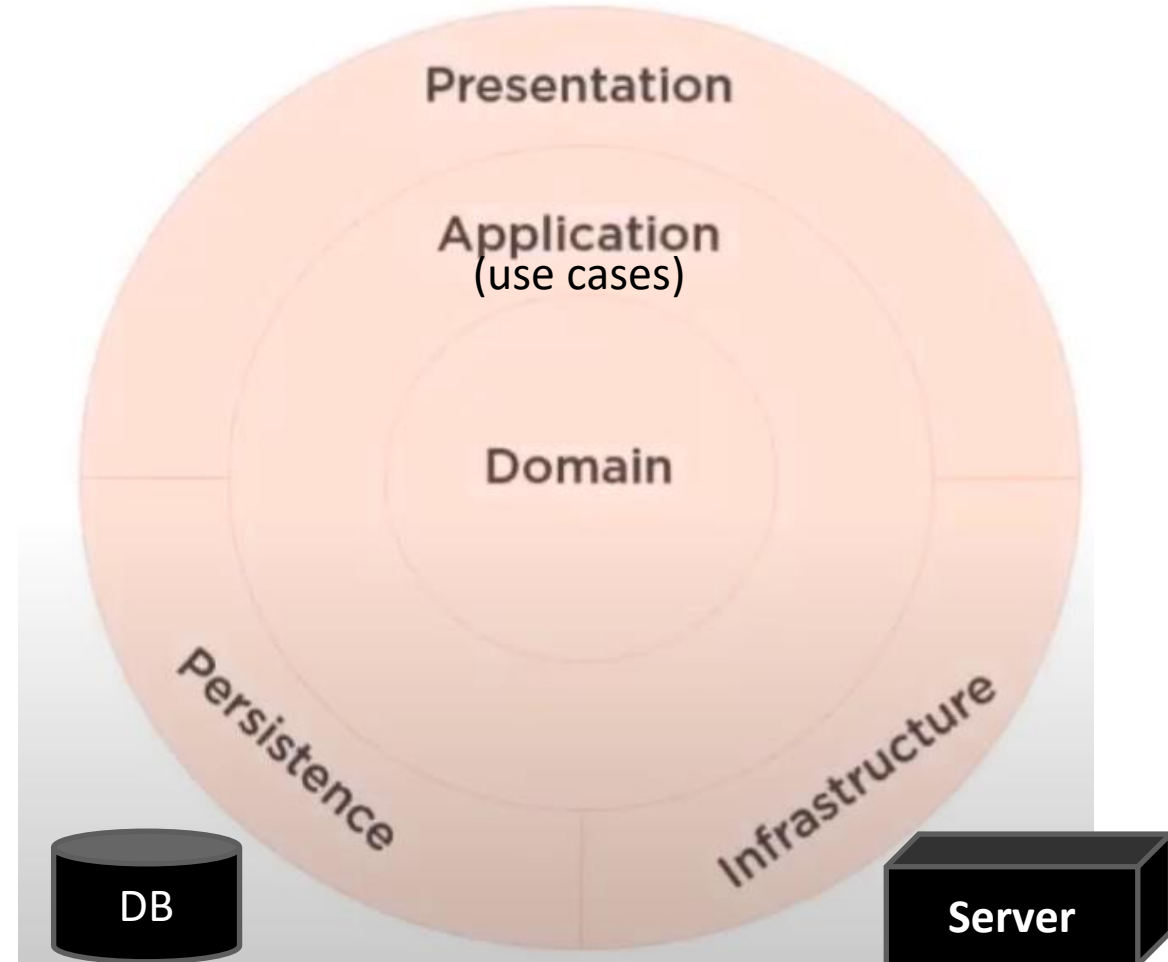 Presentation
Application
(use cases)
Domain
Persistence
Infrastructure
DB
Server